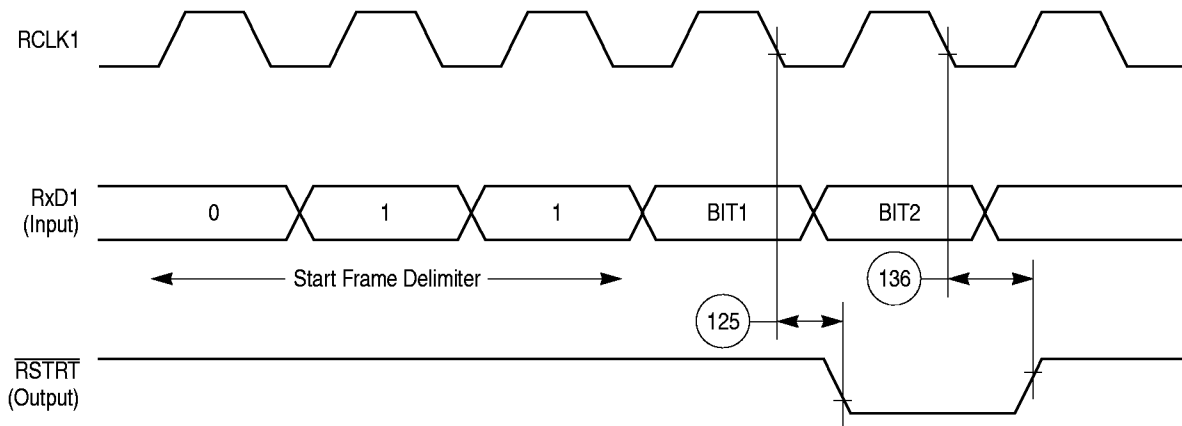 RCLK1
RxD1
(Input)
0
1
1
BIT1
BIT2
Start Frame Delimiter
136
125
RSTRT
(Output)